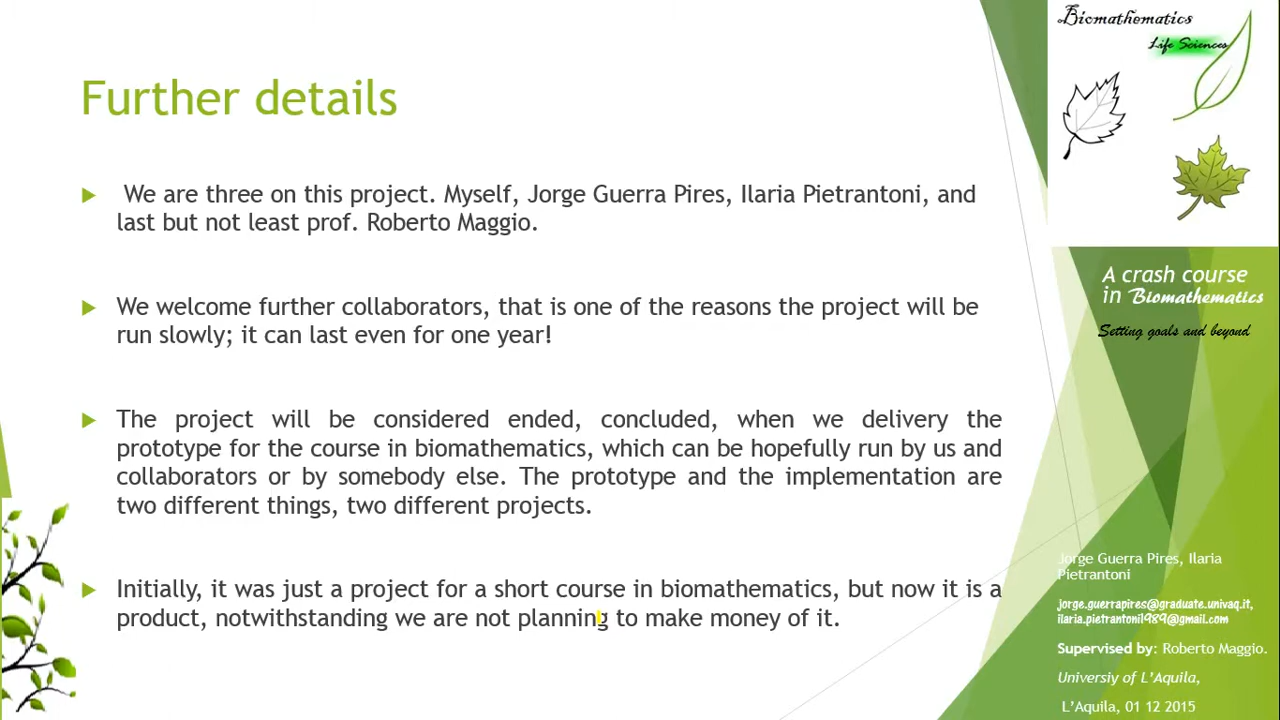 Further details
We are three on this project. Myself, Jorge Guerra Pires, Ilaria Pietrantoni, and
last but not least prof. Roberto Maggio.
We welcome further collaborators, that is one of the reasons the project will be
run slowly; it can last even for one year!
The project will be considered ended, concluded, when we delivery the
prototype for the course in biomathematics, which can be hopefully run by us and
collaborators or by somebody else. The prototype and the implementation are
two different things, two different projects.
Initially, it was just a project for a short course in biomathematics, but now it is a
product, notwithstanding we are not planning to make money of it.
Biomathematics
Life Sciences
A crash course
in Biomathematics
Setting goals and beyond
Jorge Guerra Pires, Ilaria
Pietrantoni
jorge.guerrapires@graduate.univaq.it,
ilaria.pietrantoni1989@gmail.com
Supervised by: Roberto Maggio.
Universiy of L'Aquila,
L'Aquila, 01 12 2015